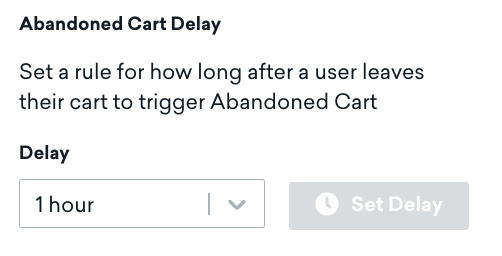 Abandoned Cart Delay
Set a rule for how long after a user leaves
their cart to trigger Abandoned Cart
Delay
1 hour
Set Delay